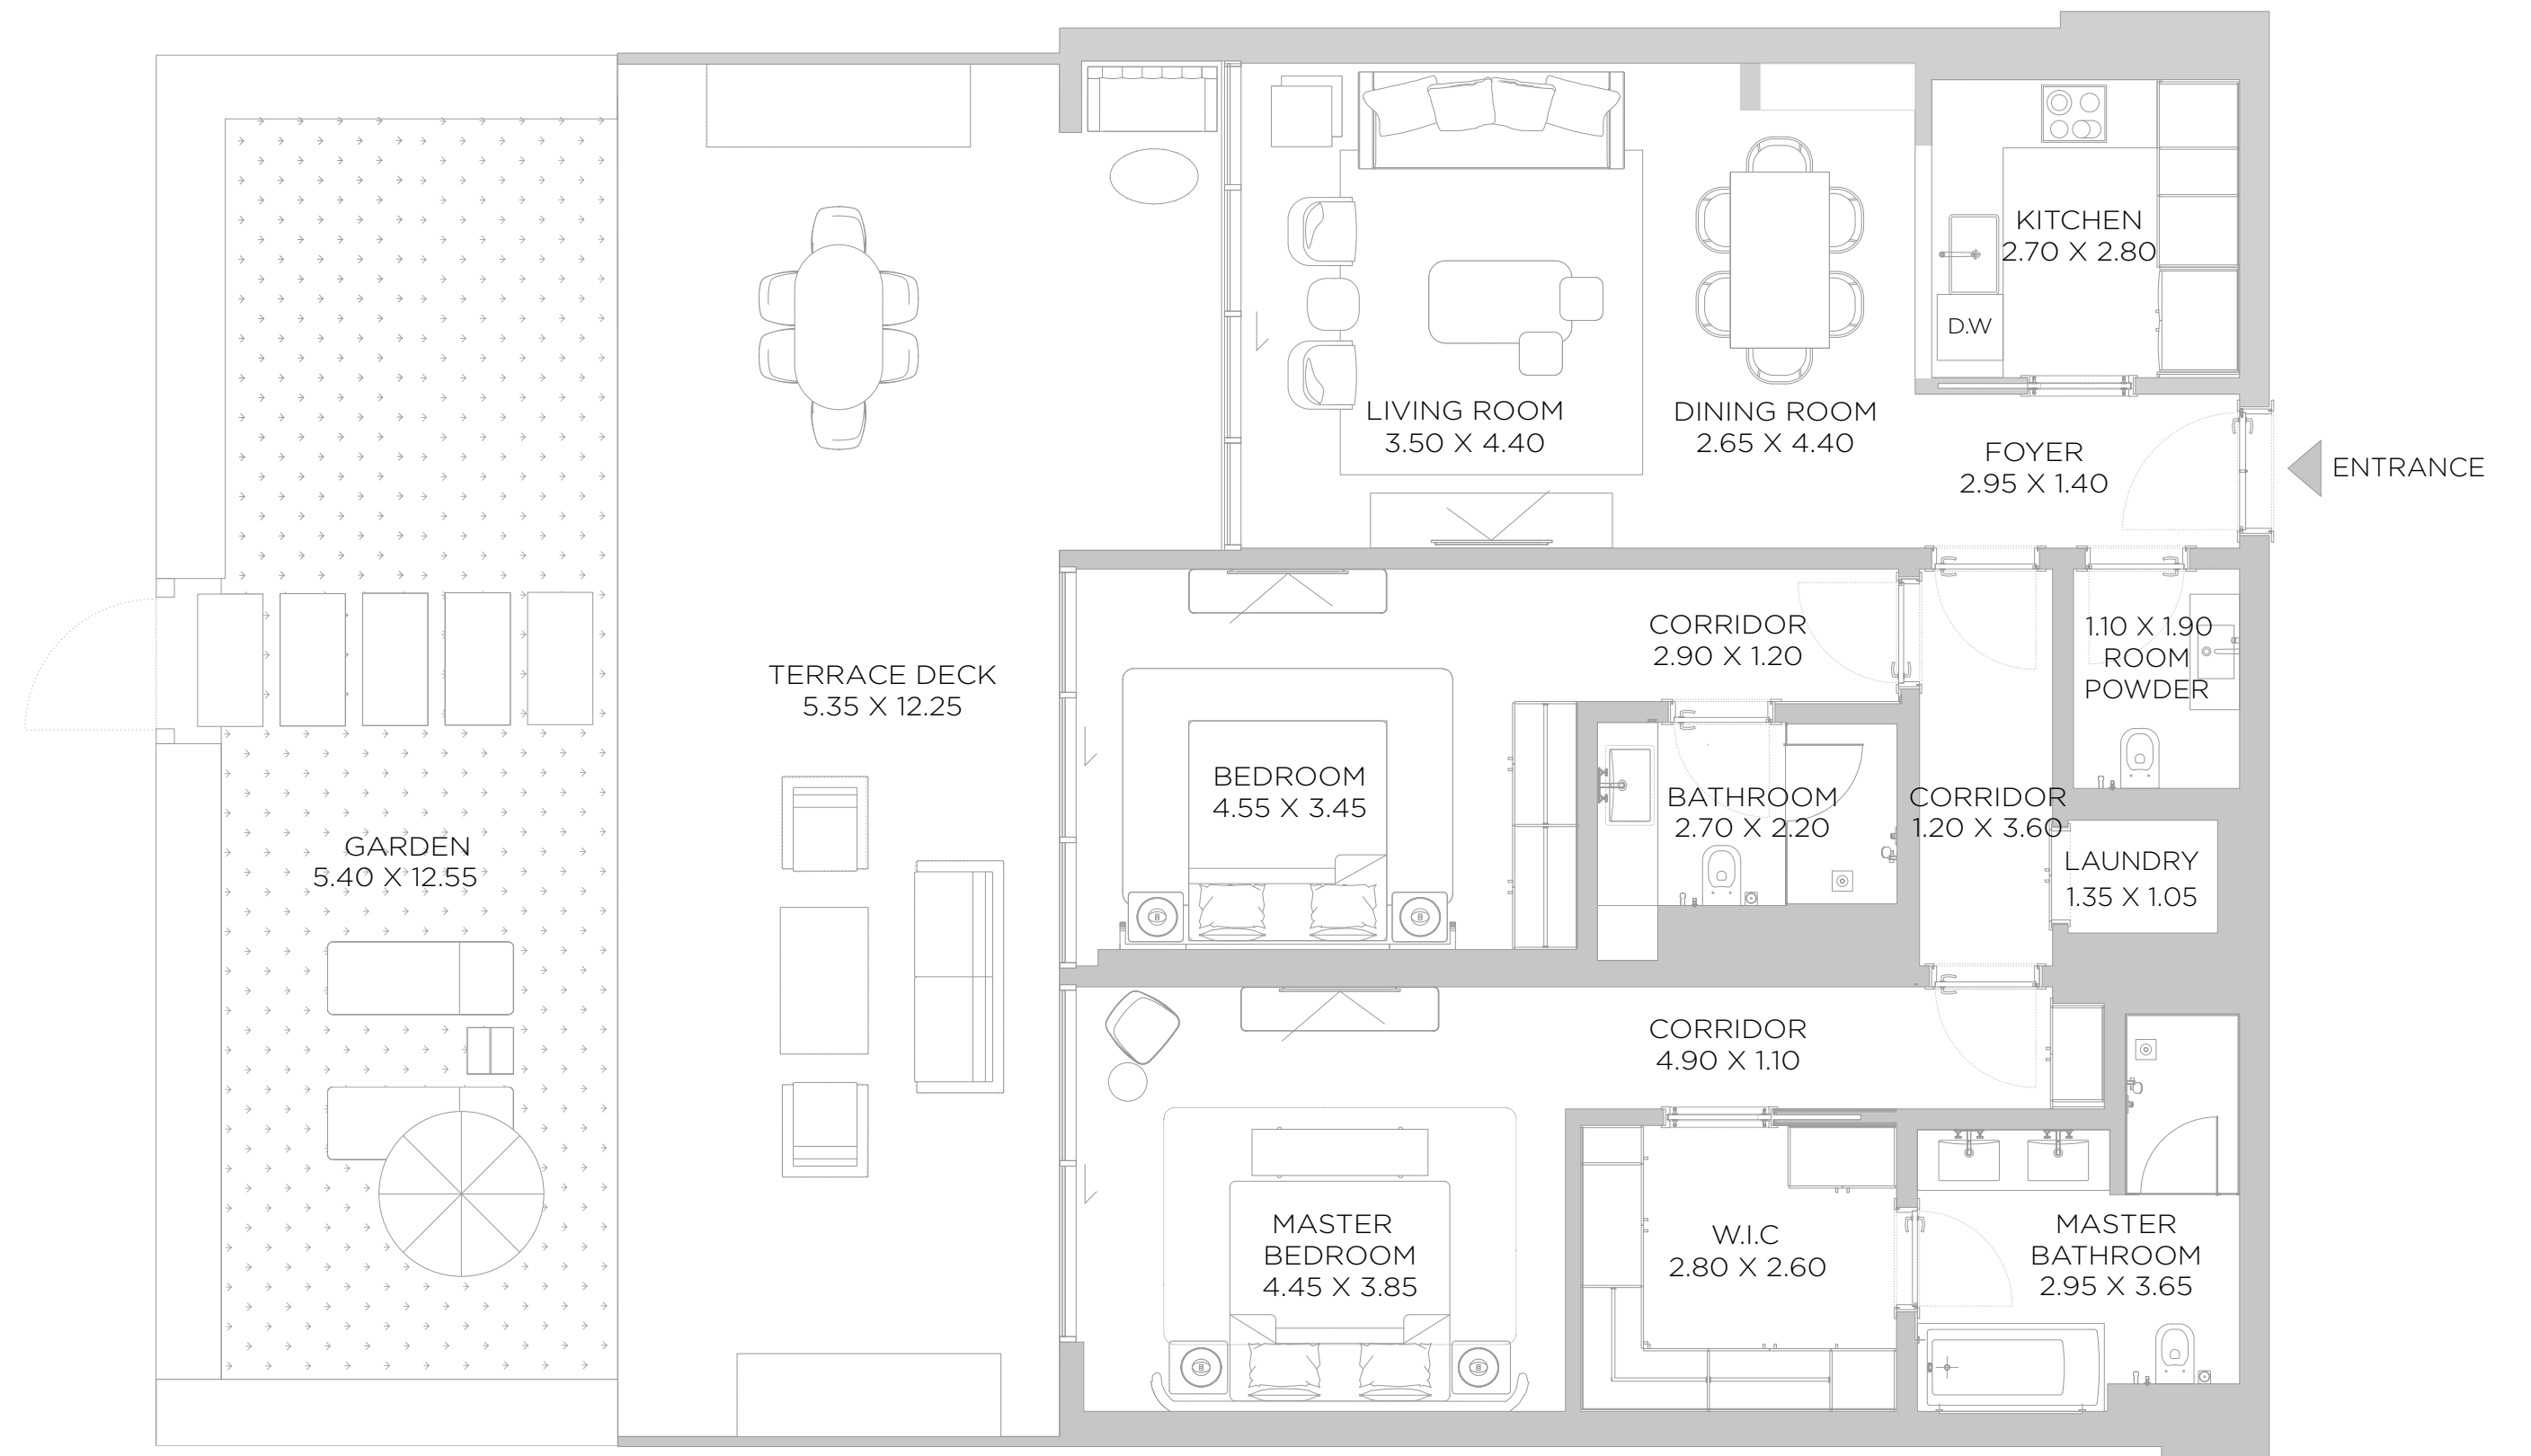 KITCHEN
2.70 X 2.80
D.W
LIVING ROOM
3.50 X 4.40
DINING ROOM
2.65 X 4.40
FOYER
2.95 X 1.40
ENTRANCE
CORRIDOR
2.90 X 1.20
1.10 X 1.90
ROOM
POWDER
TERRACE DECK
5.35 X 12.25
BEDROOM
4.55 X 3.45
BATHROOM
2.70 X 2.20
CORRIDOR
1.20 X 3.60
GARDEN
5.40 X 12.55
LAUNDRY
1.35 X 1.05
CORRIDOR
4.90 X 1.10
MASTER
BEDROOM
4.45 X 3.85
W.I.C
2.80 X 2.60
MASTER
BATHROOM
2.95 X 3.65